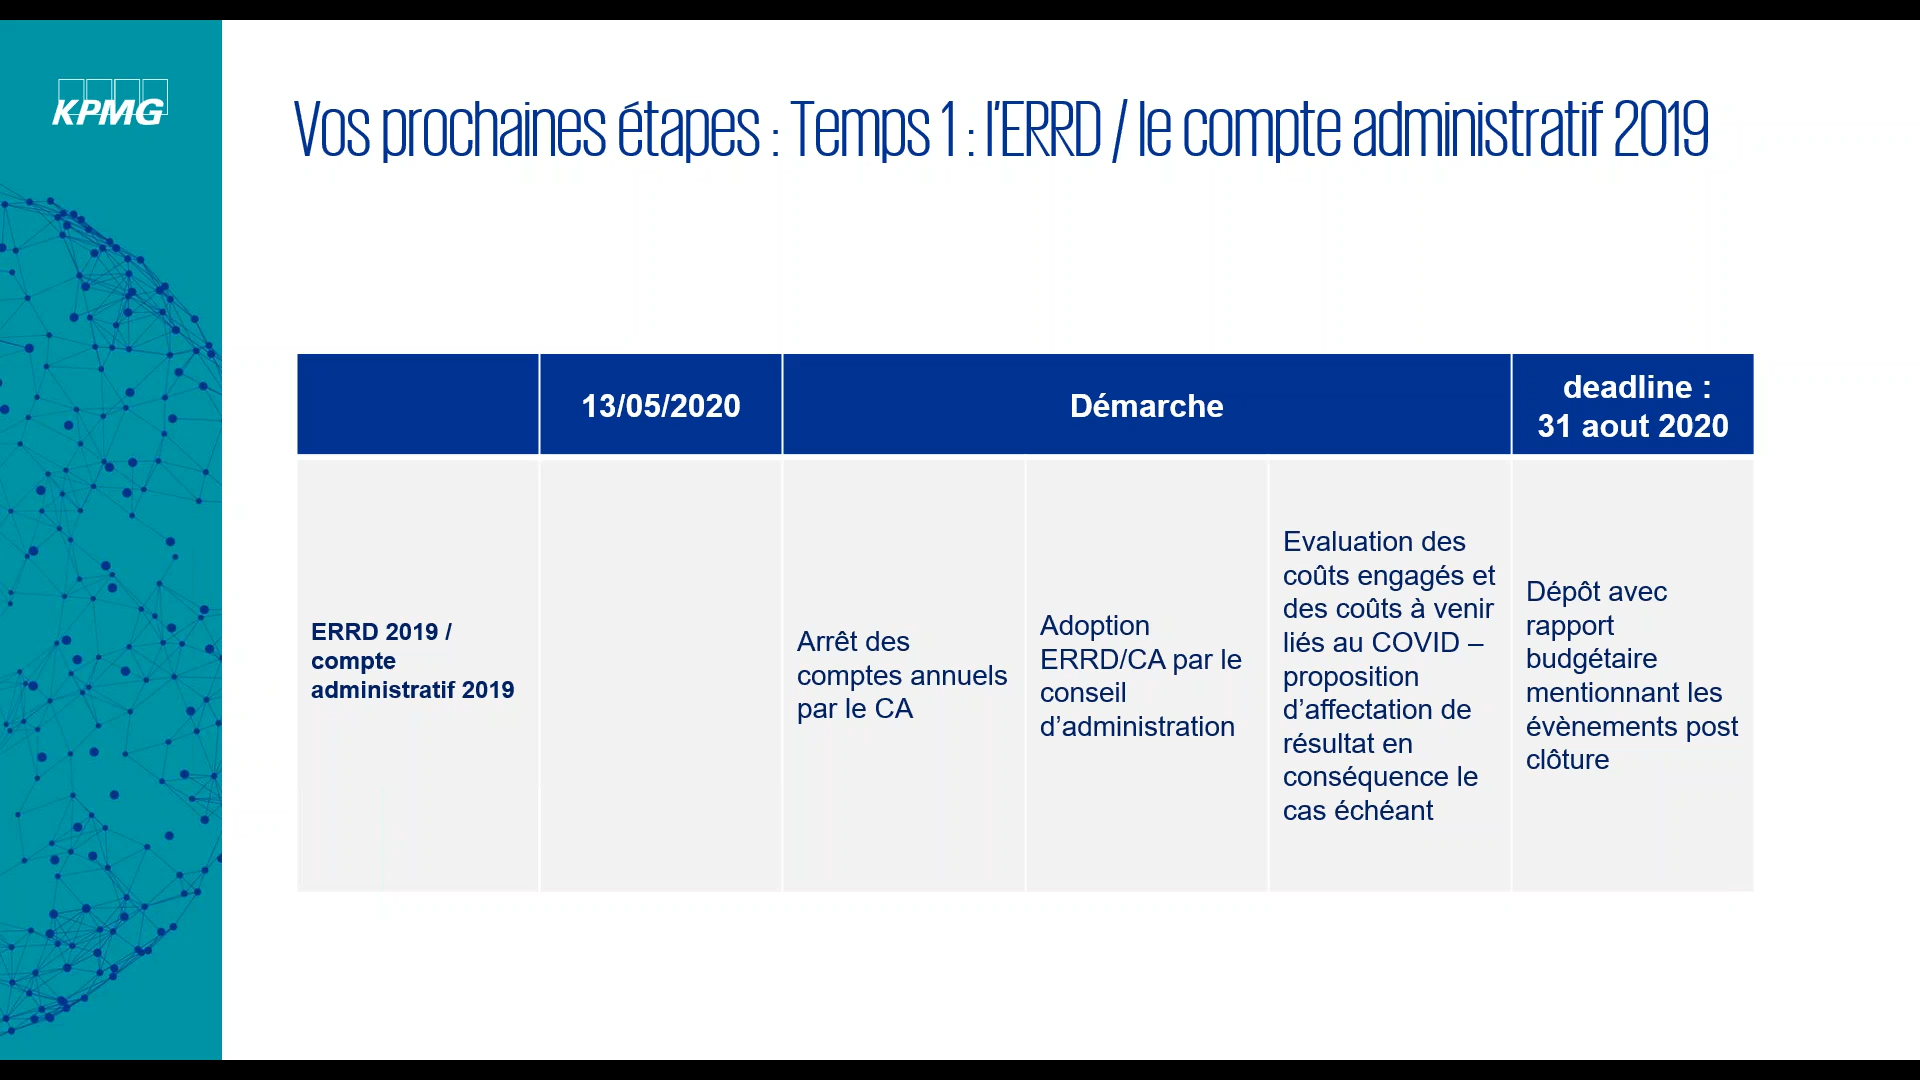 KPMG
Vos prochaines étapes : Temps 1 : l'ERRD / le compte administratif 2019
13/05/2020
Démarche
deadline :
31 aout 2020
ERRD 2019 /
compte
administratif 2019
Arrêt des
comptes annuels
par le CA
Adoption
ERRD/CA par le
conseil
d’administration
Evaluation des
coûts engagés et
des coûts à venir
liés au COVID –
proposition
d’affectation de
résultat en
conséquence le
cas échéant
Dépôt avec
rapport
budgétaire
mentionnant les
évènements post
clôture